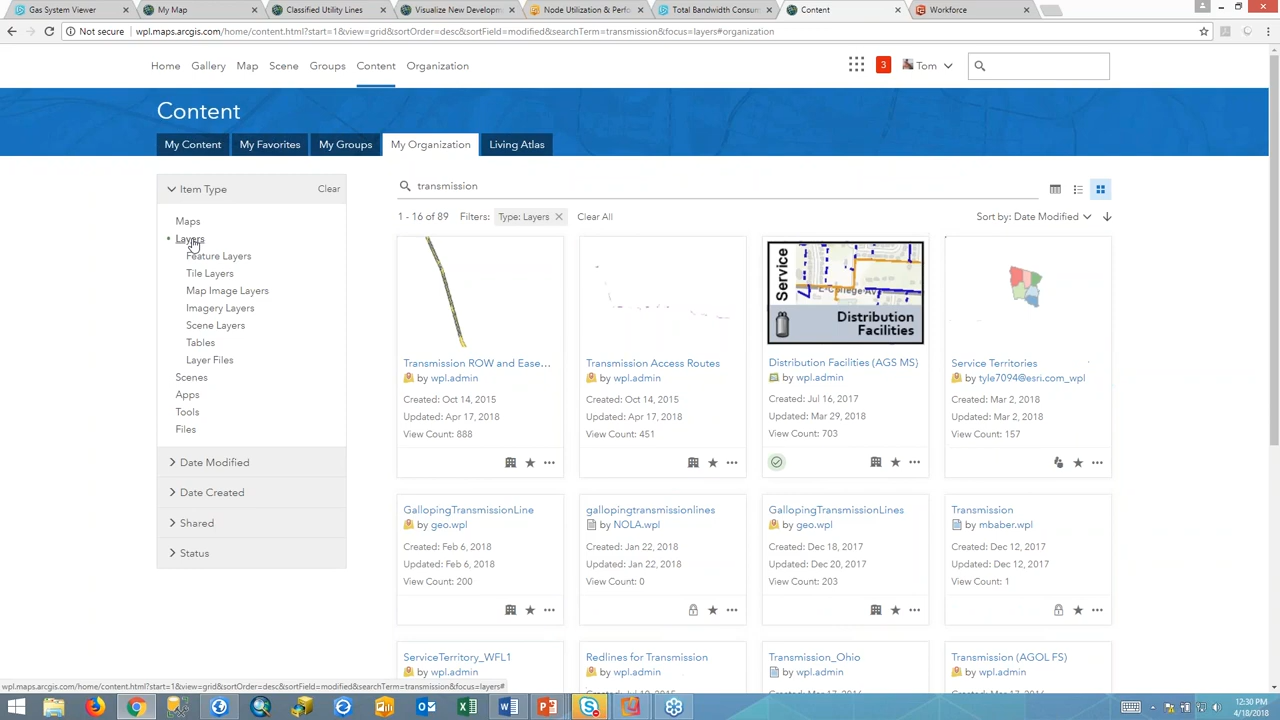 Gas System Viewer
My Map
Classified Utility Lines
Visualize New Developm
Node Utilization & Perfo
Total Bandwidth Consum
Content
Workforce
Not secure
wpl.maps.arcgis.com/home/content.html?start=1&view=grid&sortOrder=desc&sortField=modified&searchTerm=transmission&focus=layers#organization
Home Gallery Map Scene Groups Content Organization 3 Tom
Content
My Content My Favorites My Groups My Organization Living Atlas
Item Type Clear
Maps
Layers
Feature Layers
Tile Layers
Map Image Layers
Imagery Layers
Scene Layers
Tables
Layer Files
Scenes
Apps
Tools
Files
Date Modified
Date Created
Shared
Status
transmission
1 - 16 of 89 Filters: Type: Layers Clear All Sort by: Date Modified
Transmission ROW and Ease...
by wpl.admin
Created: Oct 14, 2015
Updated: Apr 17, 2018
View Count: 888
Transmission Access Routes
by wpl.admin
Created: Oct 14, 2015
Updated: Apr 17, 2018
View Count: 451
Service
E-College-Av
Distribution
Facilities
Distribution Facilities (AGS MS)
by wpl.admin
Created: Jul 16, 2017
Updated: Mar 29, 2018
View Count: 703
Service Territories
by tyle7094@esri.com_wpl
Created: Mar 2, 2018
Updated: Mar 2, 2018
View Count: 157
GallopingTransmissionLine
by geo.wpl
Created: Feb 6, 2018
Updated: Feb 6, 2018
View Count: 200
gallopingtransmissionlines
by NOLA.wpl
Created: Jan 22, 2018
Updated: Jan 22, 2018
View Count: 0
GallopingTransmissionLines
by geo.wpl
Created: Dec 18, 2017
Updated: Dec 20, 2017
View Count: 203
Transmission
by mbaber.wpl
Created: Dec 12, 2017
Updated: Dec 12, 2017
View Count: 1
ServiceTerritory_WFL1
by wpl.admin
Redlines for Transmission
by wpl.admin
Transmission_Ohio
by wpl.admin
Transmission (AGOL FS)
by wpl.admin
wpl.maps.arcgis.com/home/content.html?start=1&view=grid&sortOrder=desc&sortField=modified&searchTerm=transmission&focus=layers#
12:30 PM
4/18/2018